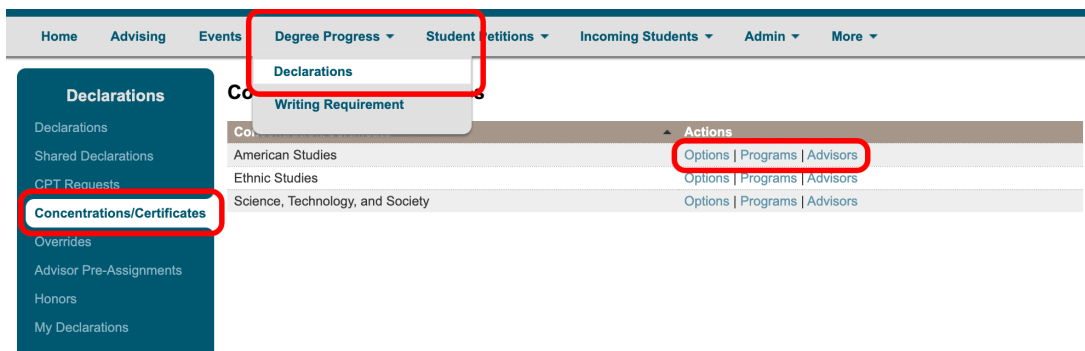 Home Advising Events Degree Progress Student Petitions Incoming Students Admin More
Declarations
Writing Requirement
Declarations
Declarations
Shared Declarations
CPT Requests
Concentrations/Certificates
Overrides
Advisor Pre-Assignments
Honors
My Declarations
Actions
American Studies Options | Programs | Advisors
Ethnic Studies Options | Programs | Advisors
Science, Technology, and Society Options | Programs | Advisors